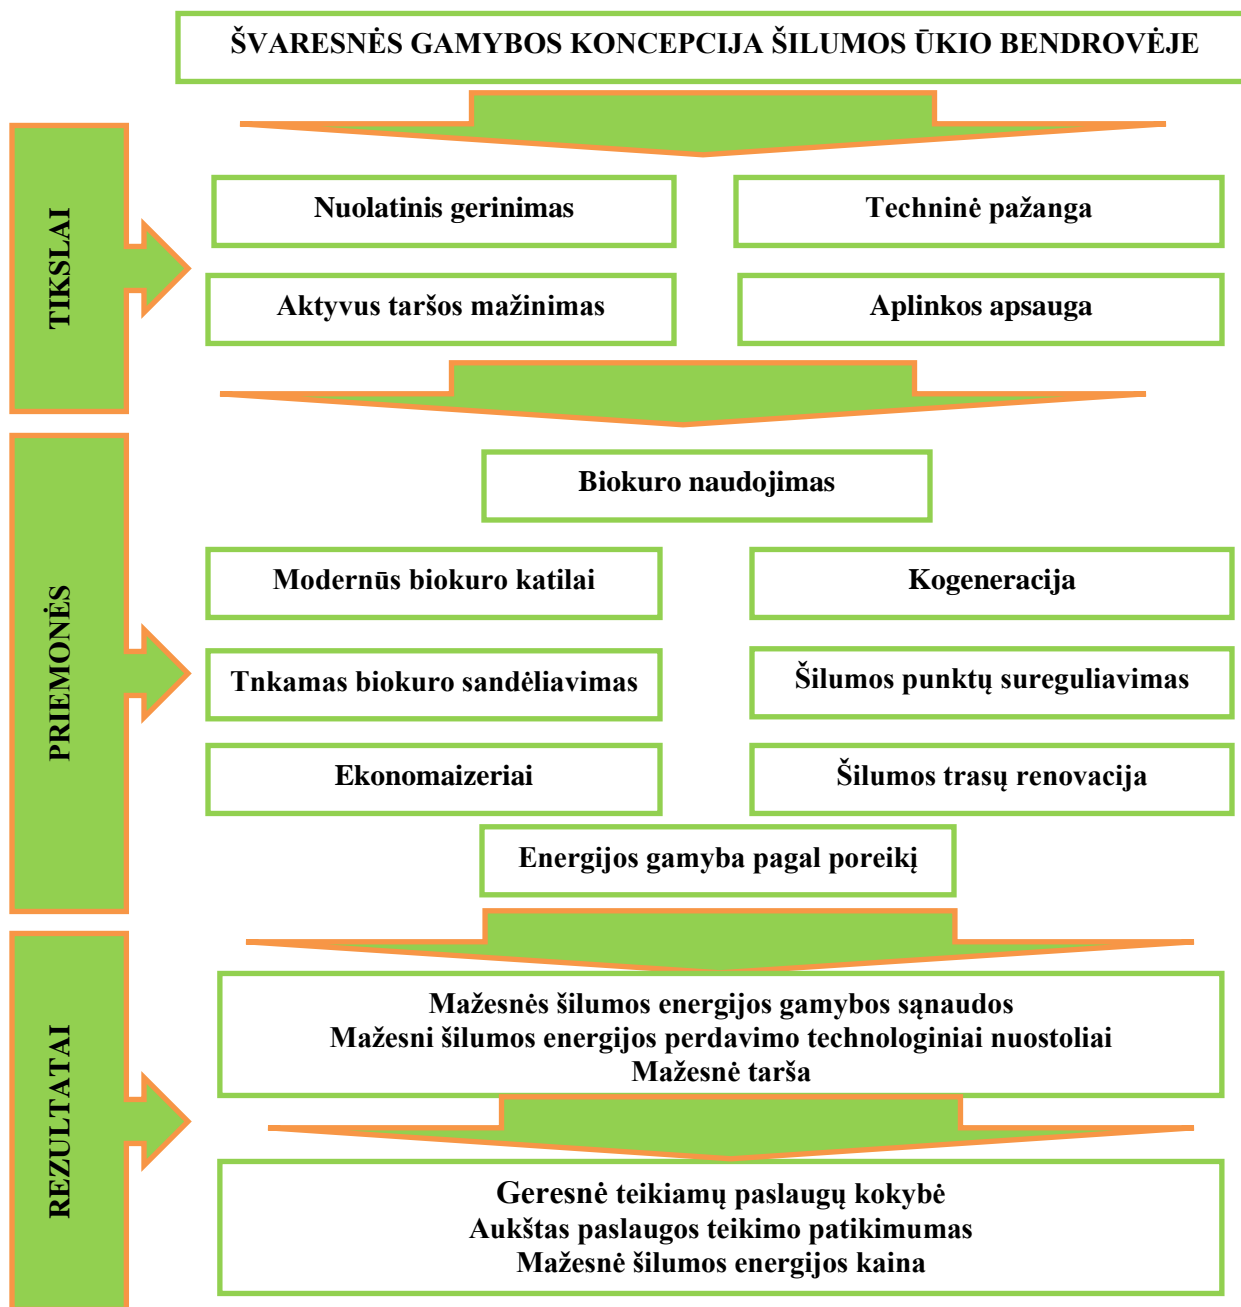 ŠVARESNĖS GAMYBOS KONCEPCIJA ŠILUMOS ŪKIO BENDROVĖJE
TIKSLAI
Nuolatinis gerinimas
Techninė pažanga
Aktyvus taršos mažinimas
Aplinkos apsauga
PRIEMONĖS
Biokuro naudojimas
Modernūs biokuro katilai
Kogeneracija
Tnkamas biokuro sandėliavimas
Šilumos punktų sureguliavimas
Ekonomaizeriai
Šilumos trasų renovacija
Energijos gamyba pagal poreikį
REZULTATAI
Mažesnės šilumos energijos gamybos sąnaudos
Mažesni šilumos energijos perdavimo technologiniai nuostoliai
Mažesnė tarša
Geresnė teikiamų paslaugų kokybė
Aukštas paslaugos teikimo patikimumas
Mažesnė šilumos energijos kaina